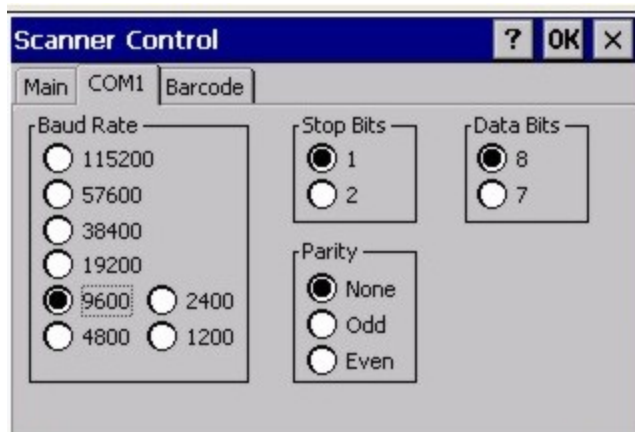 Scanner Control ? OK ×
Main COM1 Barcode
Baud Rate
115200
57600
38400
19200
9600 2400
4800 1200
Stop Bits
1
2
Data Bits
8
7
Parity
None
Odd
Even